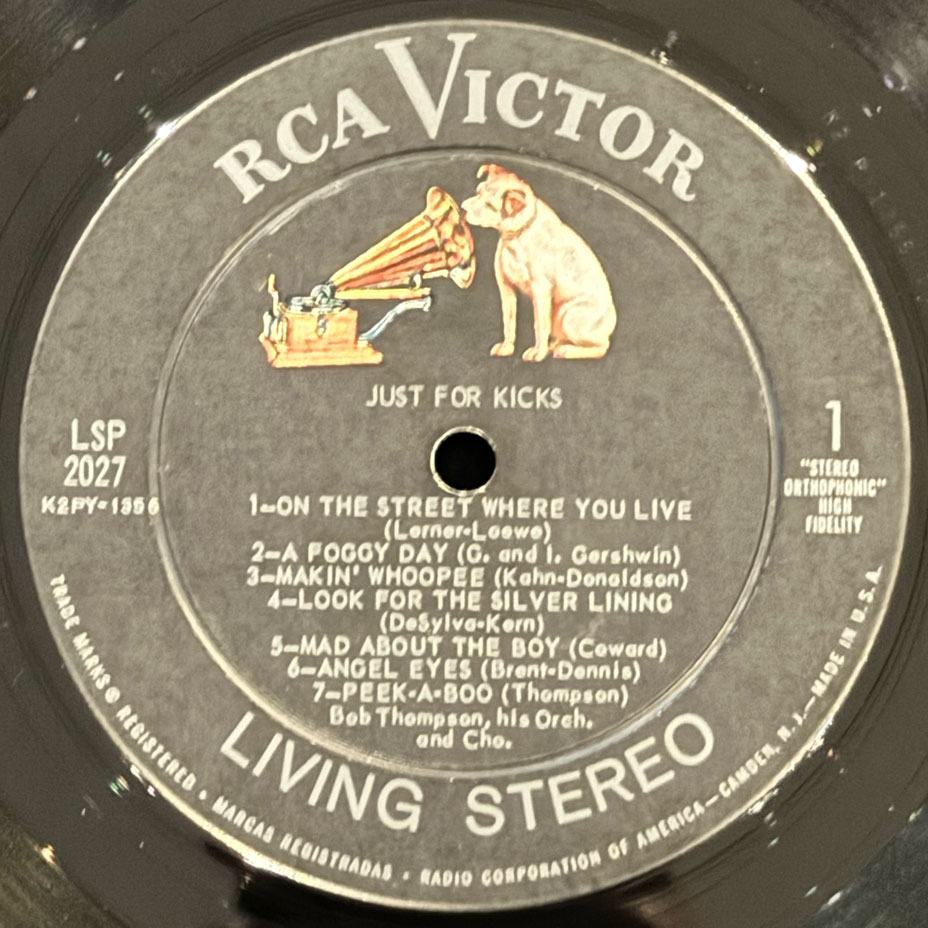 RCA VICTOR
JUST FOR KICKS
LSP
2027
K2PY-1356
1
"STEREO
ORTHOPHONIC"
HIGH
FIDELITY
1-ON THE STREET WHERE YOU LIVE
(Lerner-Loewe)
2-A FOGGY DAY (G. and I. Gershwin)
3-MAKIN' WHOOPEE (Kahn-Donaldson)
4-LOOK FOR THE SILVER LINING
(DeSylva-Kern)
5-MAD ABOUT THE BOY (Coward)
6-ANGEL EYES (Brent-Dennis)
7-PEEK-A-BOO (Thompson)
Bob Thompson, his Orch.
and Cho.
LIVING STEREO
TRADE MARKS ® REGISTERED • MARCAS REGISTRADAS • RADIO CORPORATION OF AMERICA—CAMDEN, N. J.—MADE IN U. S. A.